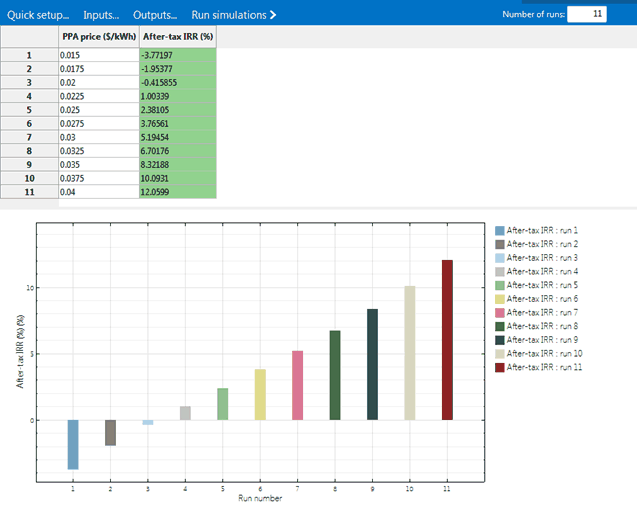 Quick setup... Inputs... Outputs... Run simulations > Number of runs: 11
PPA price ($/kWh) After-tax IRR (%)
1 0.015 -3.77197
2 0.0175 -1.95377
3 0.02 -0.415855
4 0.0225 1.00339
5 0.025 2.38105
6 0.0275 3.76561
7 0.03 5.19454
8 0.0325 6.70176
9 0.035 8.32188
10 0.0375 10.0931
11 0.04 12.0599
After-tax IRR (%) (%)
10
5
0
1 2 3 4 5 6 7 8 9 10 11
Run number
After-tax IRR : run 1
After-tax IRR : run 2
After-tax IRR : run 3
After-tax IRR : run 4
After-tax IRR : run 5
After-tax IRR : run 6
After-tax IRR : run 7
After-tax IRR : run 8
After-tax IRR : run 9
After-tax IRR : run 10
After-tax IRR : run 11